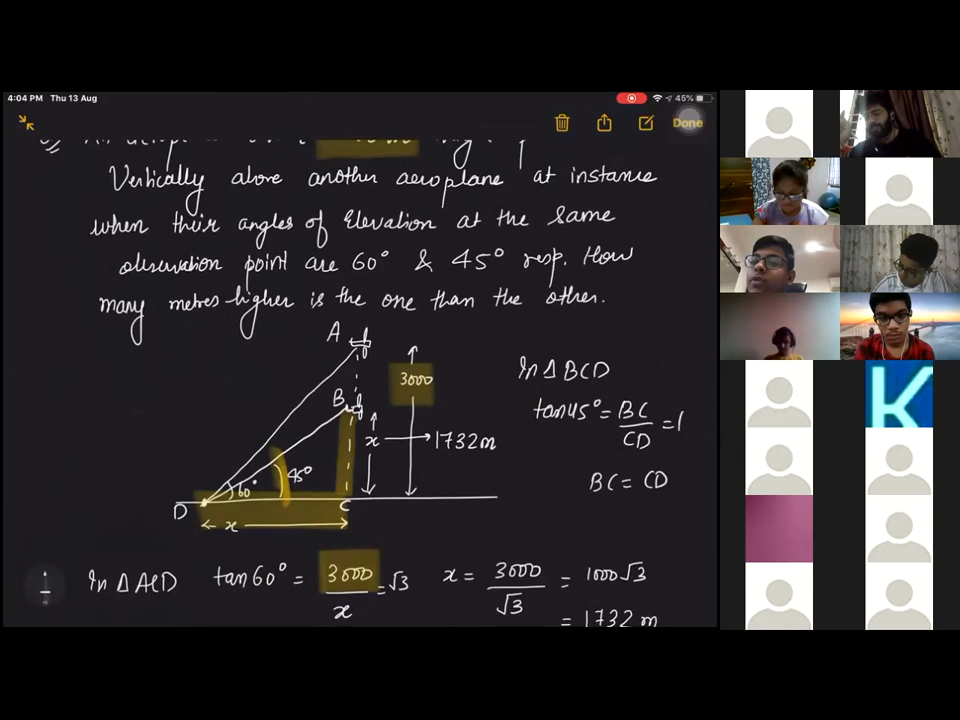 4:04 PM Thu 13 Aug
45%
Done
Vertically above another aeroplane at instance
when their angles of Elevation at the same
observation point are 60° & 45° resp. How
many metres higher is the one than the other.
A
B
3000
x
1732m
45°
60°
D
C
x
In Δ BCD
tan45° = BC/CD = 1
BC = CD
In Δ ACD tan60° = 3000/x = √3 x = 3000/√3 = 1000√3
= 1732 m
K